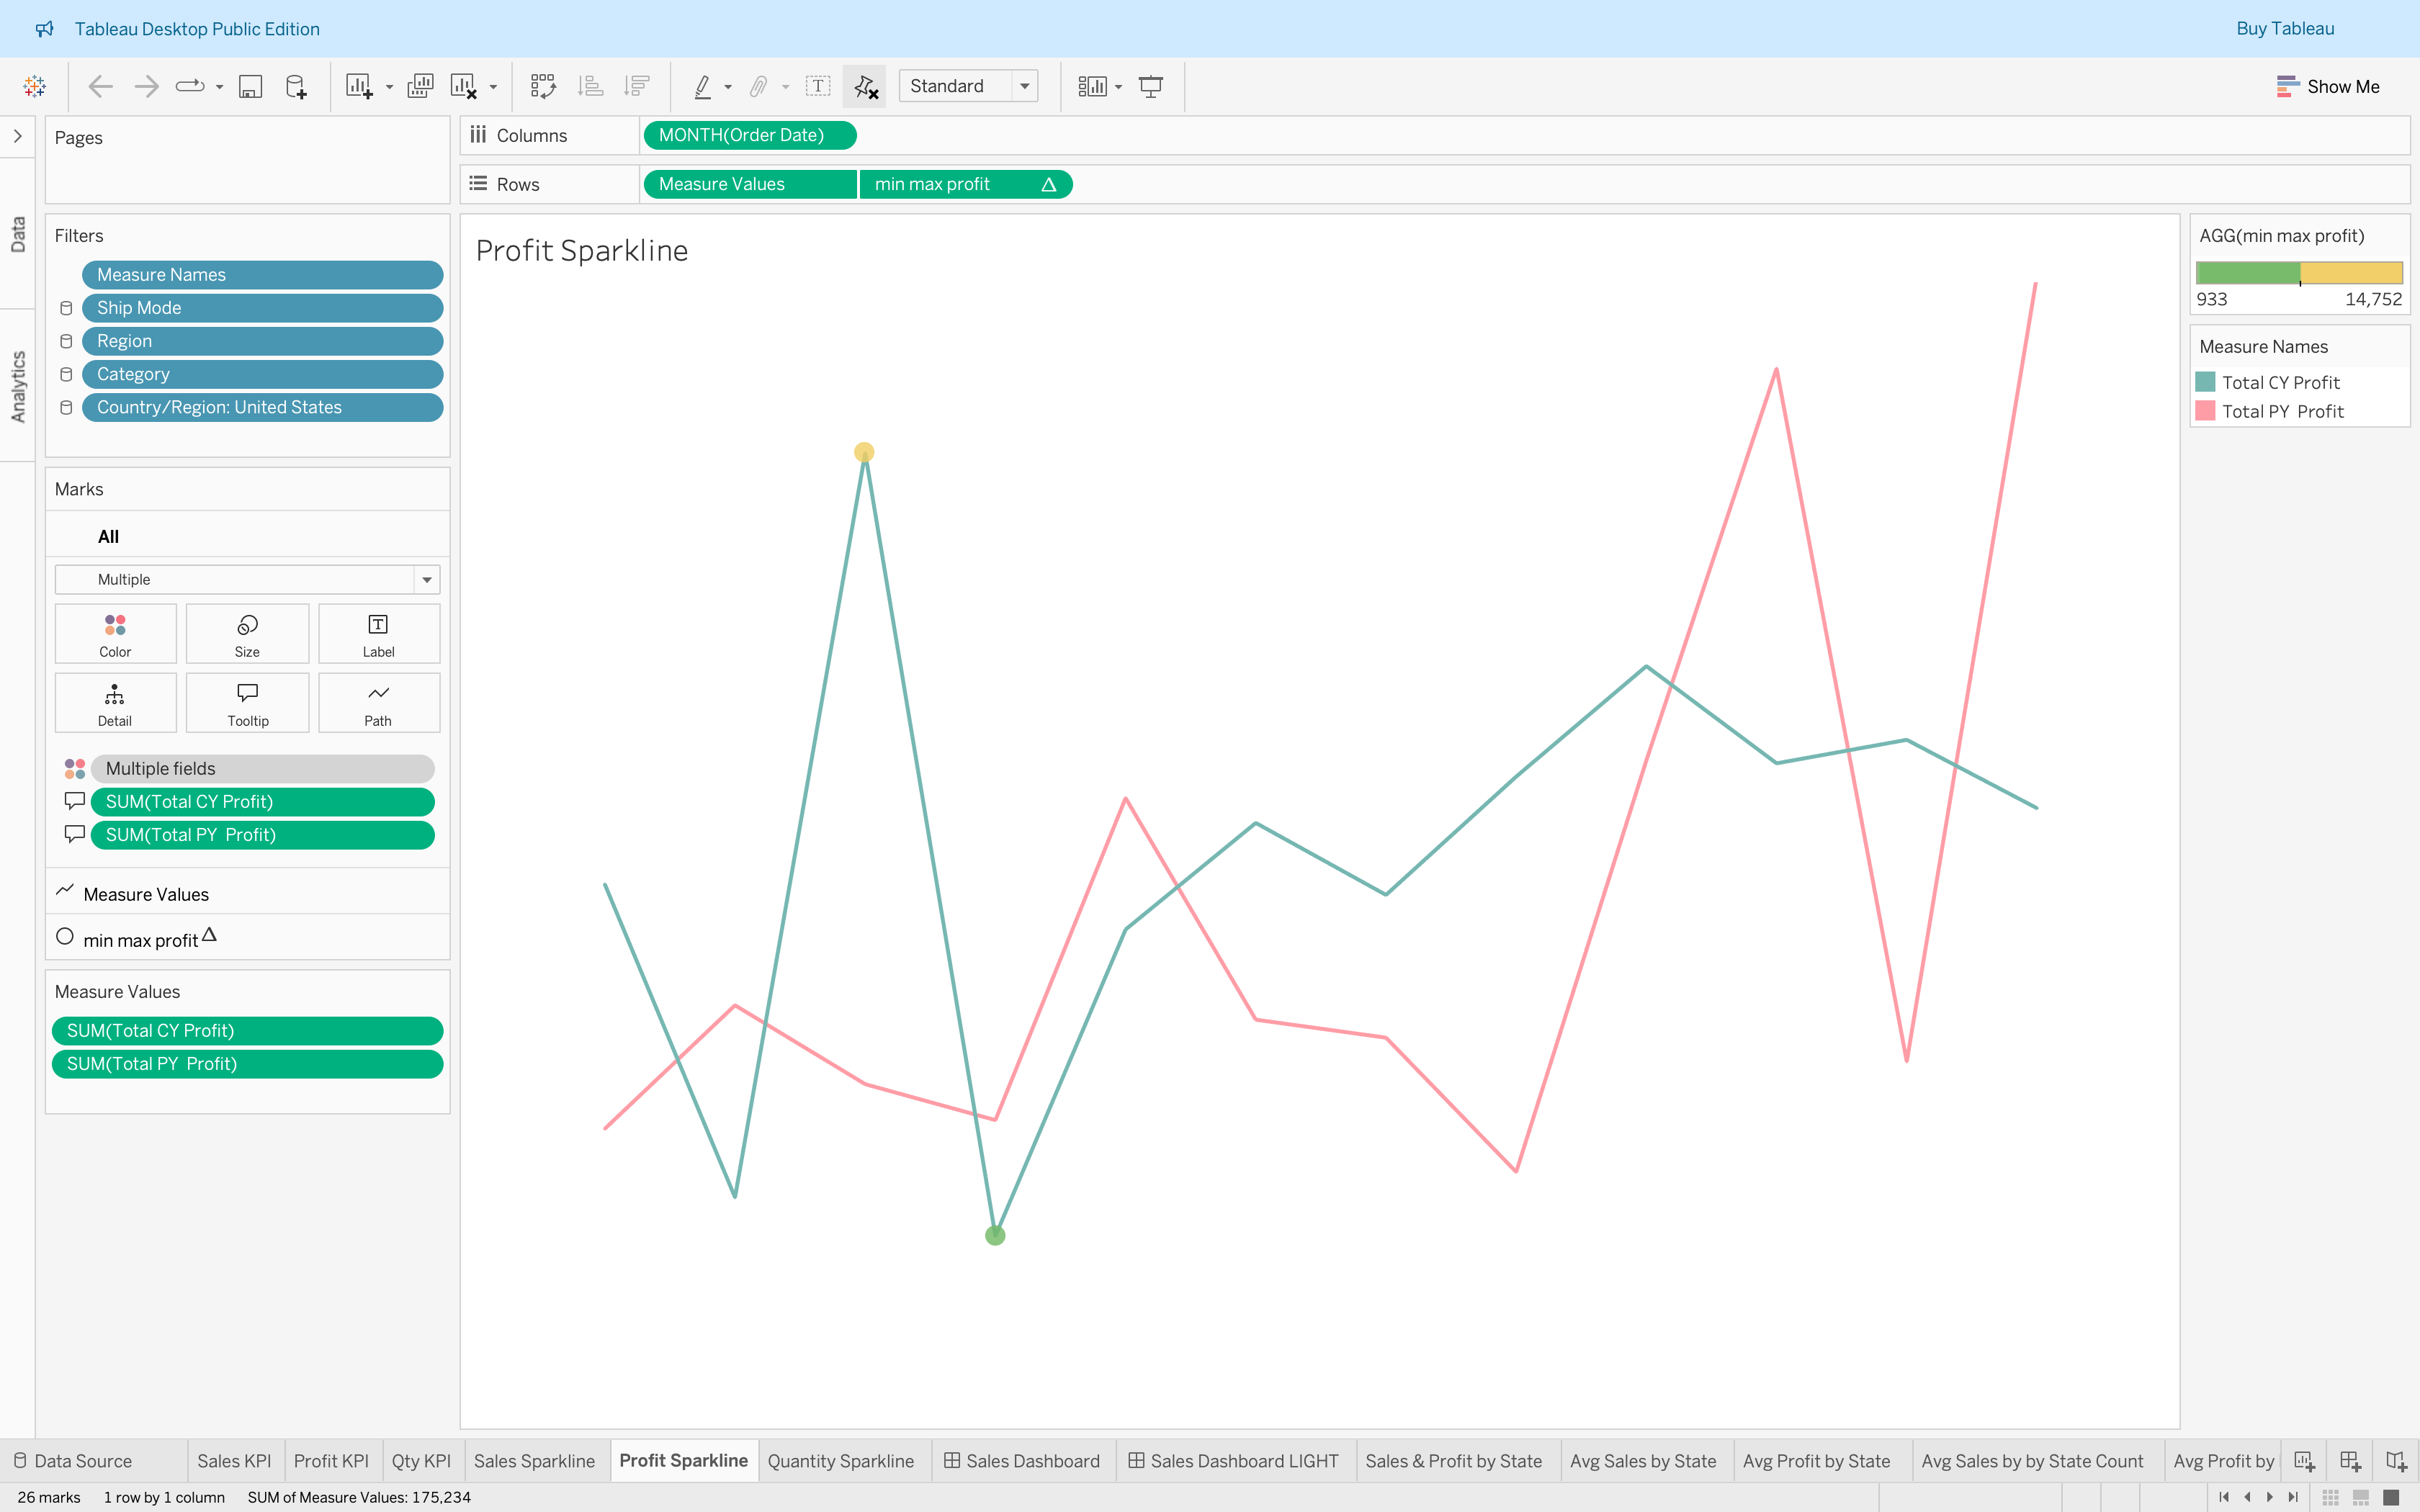 Tableau Desktop Public Edition
Buy Tableau
Standard
Show Me
Data
Analytics
Pages
Filters
Measure Names
Ship Mode
Region
Category
Country/Region: United States
Marks
All
Multiple
Color
Size
T
Label
Detail
Tooltip
Path
Multiple fields
SUM(Total CY Profit)
SUM(Total PY  Profit)
Measure Values
min max profit Δ
Measure Values
SUM(Total CY Profit)
SUM(Total PY  Profit)
Columns
MONTH(Order Date)
Rows
Measure Values
min max profit Δ
Profit Sparkline
AGG(min max profit)
933
14,752
Measure Names
Total CY Profit
Total PY  Profit
Data Source
Sales KPI
Profit KPI
Qty KPI
Sales Sparkline
Profit Sparkline
Quantity Sparkline
Sales Dashboard
Sales Dashboard LIGHT
Sales & Profit by State
Avg Sales by State
Avg Profit by State
Avg Sales by by State Count
Avg Profit by
26 marks
1 row by 1 column
SUM of Measure Values: 175,234